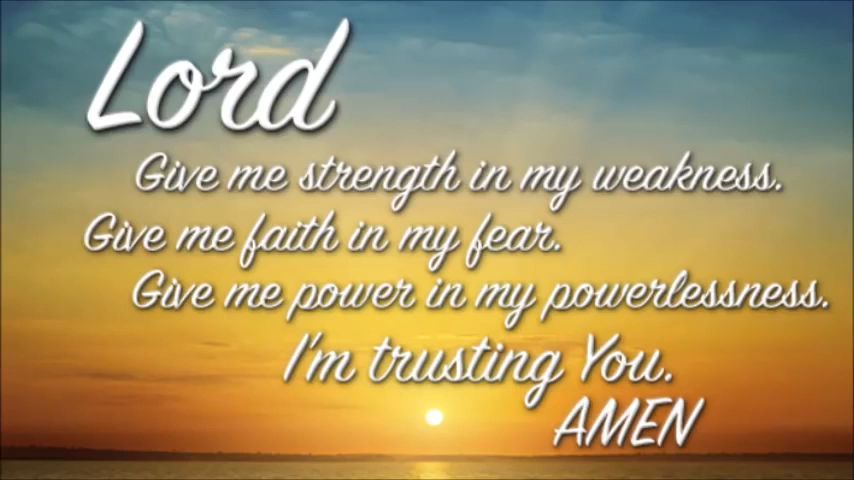 Lord
Give me strength in my weakness.
Give me faith in my fear.
Give me power in my powerlessness.
I'm trusting You.
AMEN